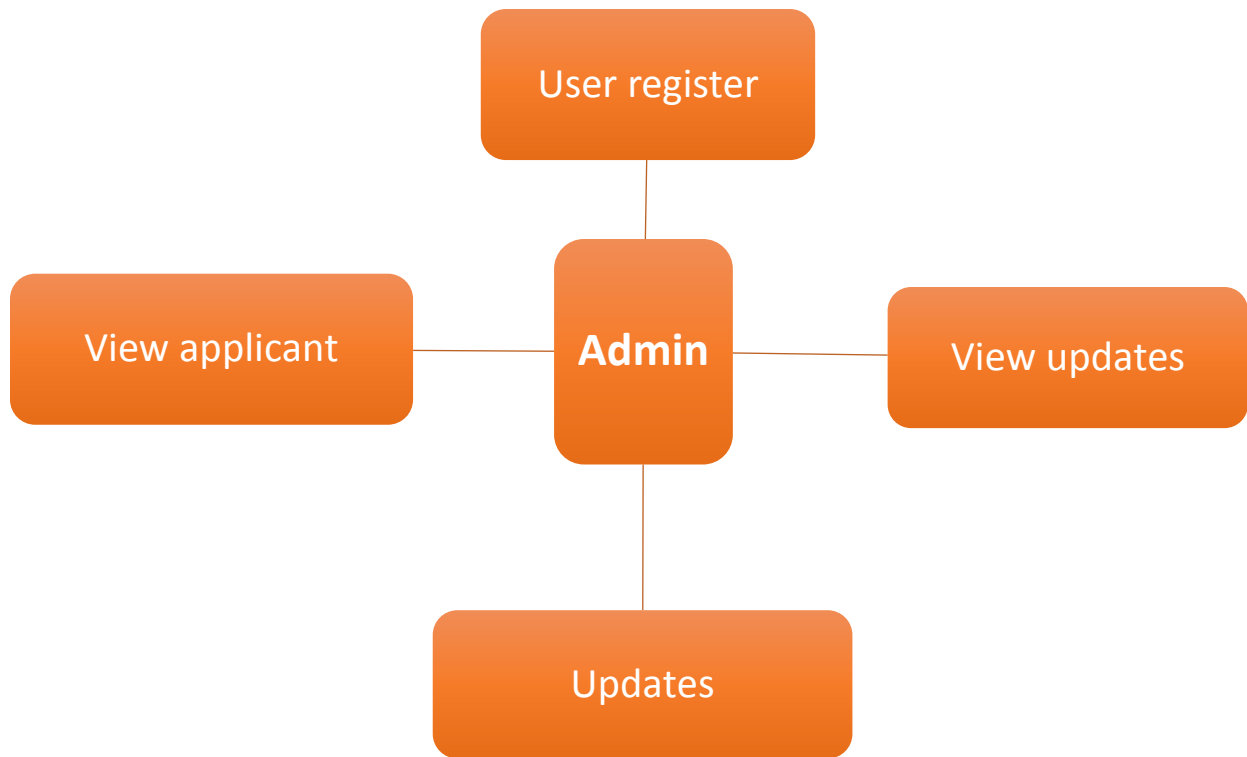 User register
View applicant
Admin
View updates
Updates